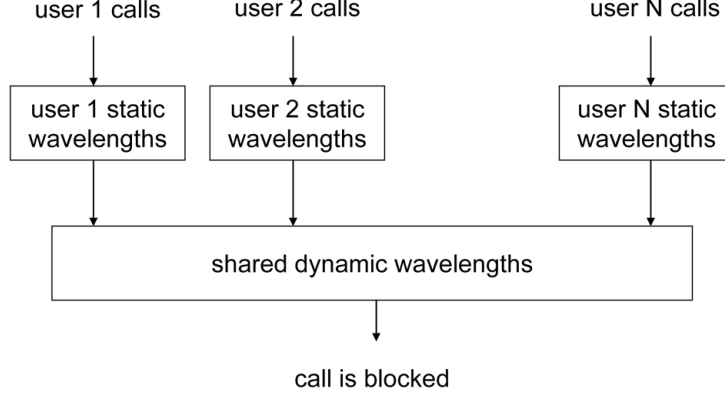 user 1 calls
user 2 calls
user N calls
user 1 static
wavelengths
user 2 static
wavelengths
user N static
wavelengths
shared dynamic wavelengths
call is blocked